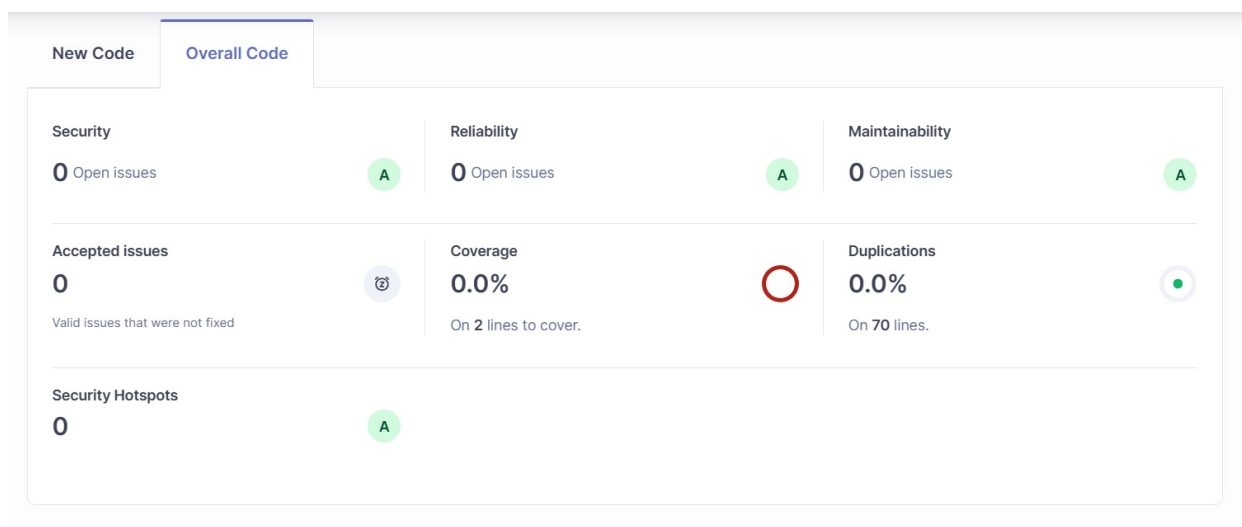 New Code
Overall Code
Security
0 Open issues
A
Reliability
0 Open issues
A
Maintainability
0 Open issues
A
Accepted issues
0
Valid issues that were not fixed
Coverage
0.0%
On 2 lines to cover.
Duplications
0.0%
On 70 lines.
Security Hotspots
0
A